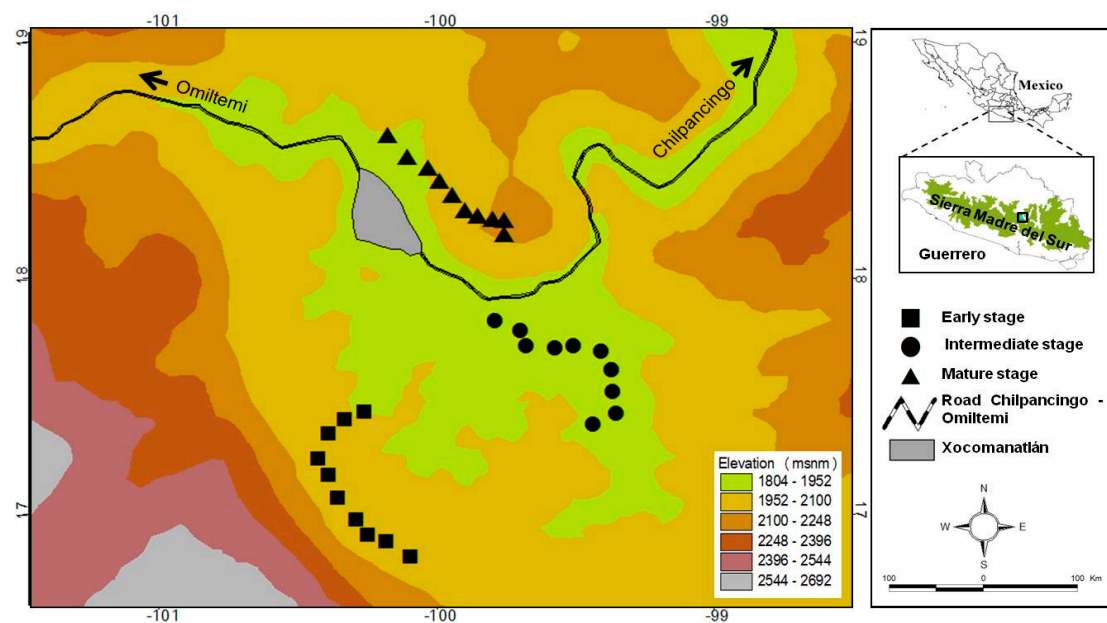 -101 -100 -99
19 19
Omiltemi
Chilpancingo
18 18
17 17
Elevation ( msnm )
1804 - 1952
1952 - 2100
2100 - 2248
2248 - 2396
2396 - 2544
2544 - 2692
-101 -100 -99
Mexico
Sierra Madre del Sur
Guerrero
Early stage
Intermediate stage
Mature stage
Road Chilpancingo -
Omiltemi
Xocomanatlán
N
W E
S
100 0 100 Km